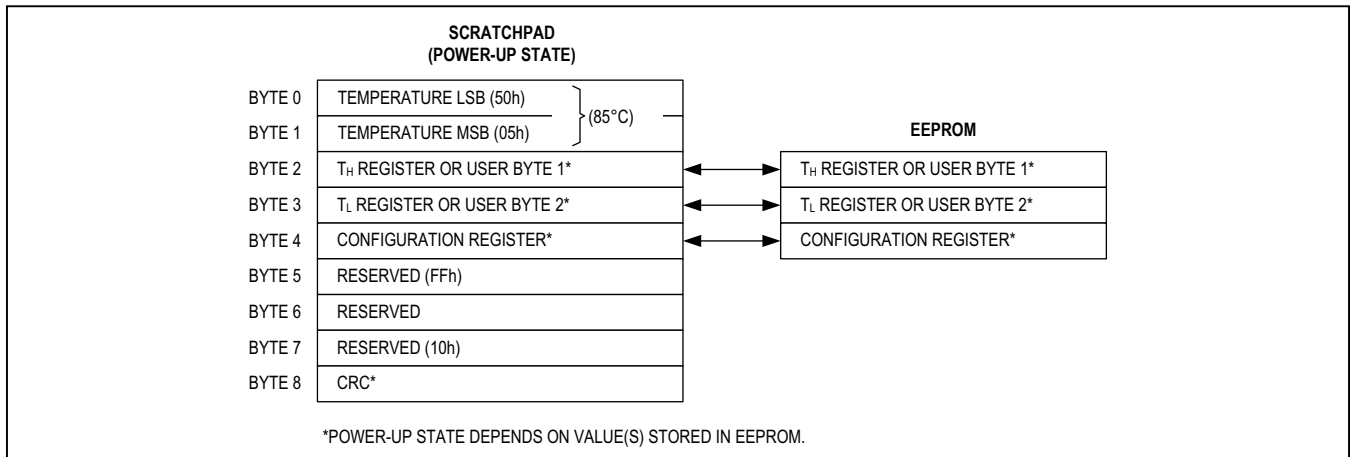 SCRATCHPAD
(POWER-UP STATE)
BYTE 0 TEMPERATURE LSB (50h)
(85°C)
BYTE 1 TEMPERATURE MSB (05h)
EEPROM
BYTE 2 TH REGISTER OR USER BYTE 1* TH REGISTER OR USER BYTE 1*
BYTE 3 TL REGISTER OR USER BYTE 2* TL REGISTER OR USER BYTE 2*
BYTE 4 CONFIGURATION REGISTER* CONFIGURATION REGISTER*
BYTE 5 RESERVED (FFh)
BYTE 6 RESERVED
BYTE 7 RESERVED (10h)
BYTE 8 CRC*
*POWER-UP STATE DEPENDS ON VALUE(S) STORED IN EEPROM.